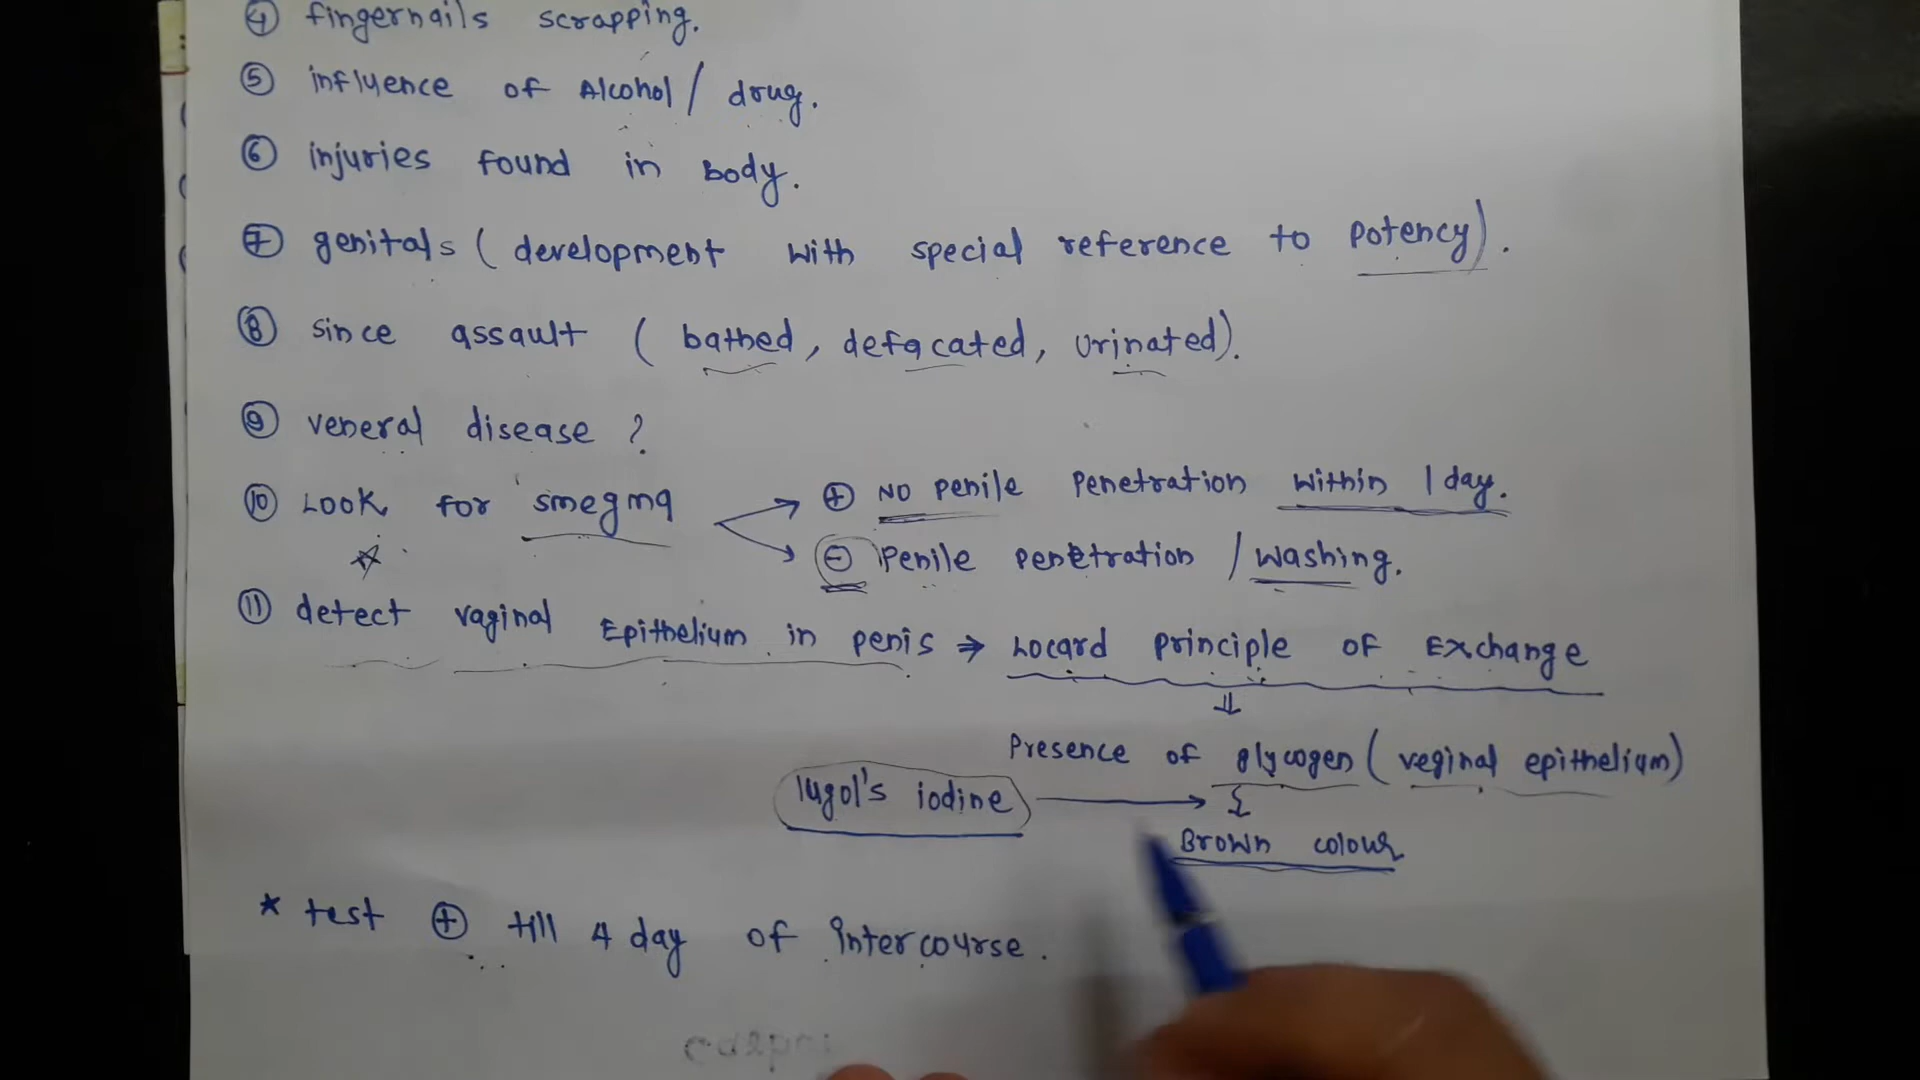 ④ fingernails scrapping.
⑤ influence of Alcohol / drug.
⑥ injuries found in body.
⑦ genitals ( development with special reference to potency).
⑧ since assault ( bathed, defacated, urinated).
⑨ veneral disease ?
⑩ LOOK for smegma → ⊕ NO penile penetration within 1 day.
→ ⊖ penile penetration / washing.
⑪ detect vaginal Epithelium in penis ⇒ Locard principle of Exchange
⇓
Presence of glycogen ( veginal epithelium)
lugol's iodine →
Brown colour
* test ⊕ till 4 day of intercourse.